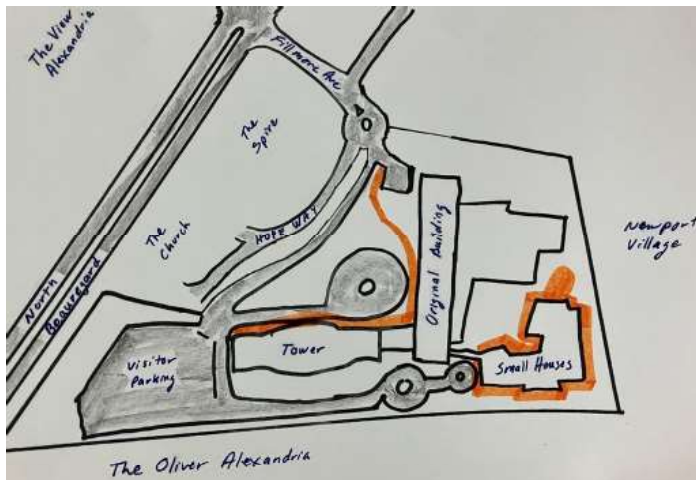 The View
Alexandria
Fillmore Ave
The
Spire
The
Church
HOPE WAY
North
Beauregard
Original Building
Newport
Village
Visitor
Parking
Tower
Small Houses
The Oliver Alexandria